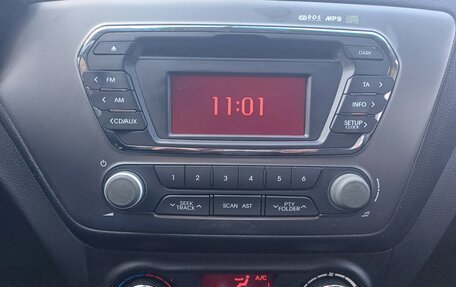 R·D·S MP3
DARK
11:01
FM
AM
CD/AUX
TA
INFO
SETUP
CLOCK
1 2 3 4 5 6
SEEK
TRACK
SCAN AST
PTY
FOLDER
A/C